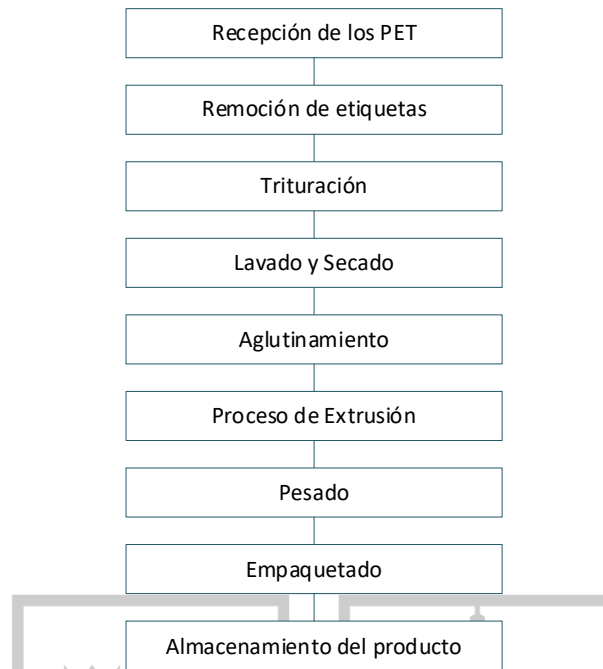 Recepción de los PET
Remoción de etiquetas
Trituración
Lavado y Secado
Aglutinamiento
Proceso de Extrusión
Pesado
Empaquetado
Almacenamiento del producto